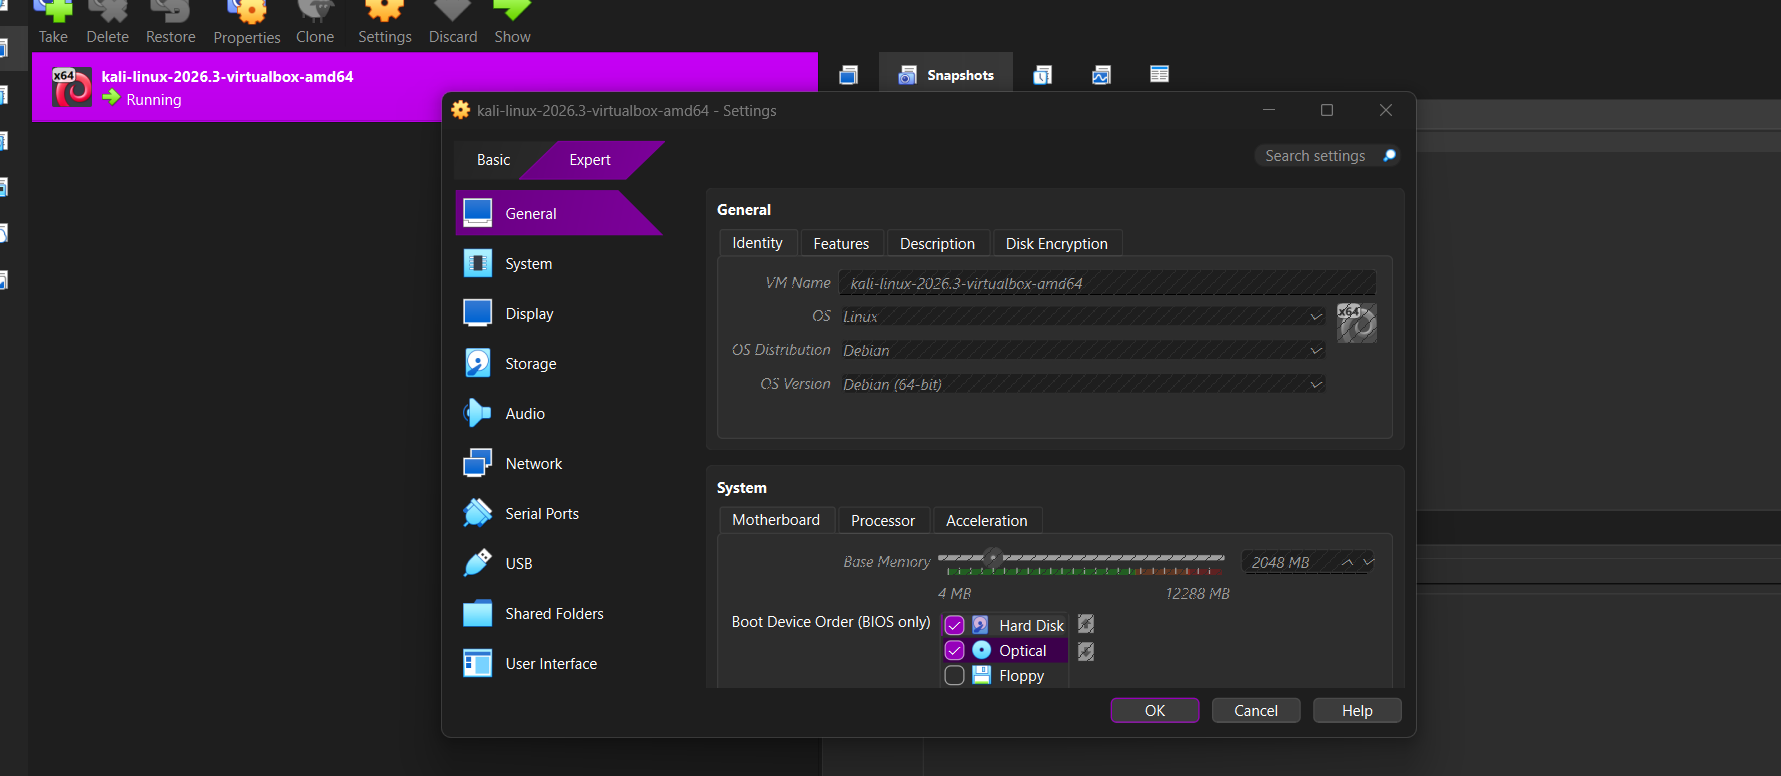 Take Delete Restore Properties Clone Settings Discard Show
x64
kali-linux-2026.3-virtualbox-amd64
Running
Snapshots
kali-linux-2026.3-virtualbox-amd64 - Settings
Basic Expert
Search settings
General
System
Display
Storage
Audio
Network
Serial Ports
USB
Shared Folders
User Interface
General
Identity Features Description Disk Encryption
VM Name kali-linux-2026.3-virtualbox-amd64
OS Linux
x64
OS Distribution Debian
OS Version Debian (64-bit)
System
Motherboard Processor Acceleration
Base Memory 2048 MB
4 MB 12288 MB
Boot Device Order (BIOS only) Hard Disk
Optical
Floppy
OK Cancel Help